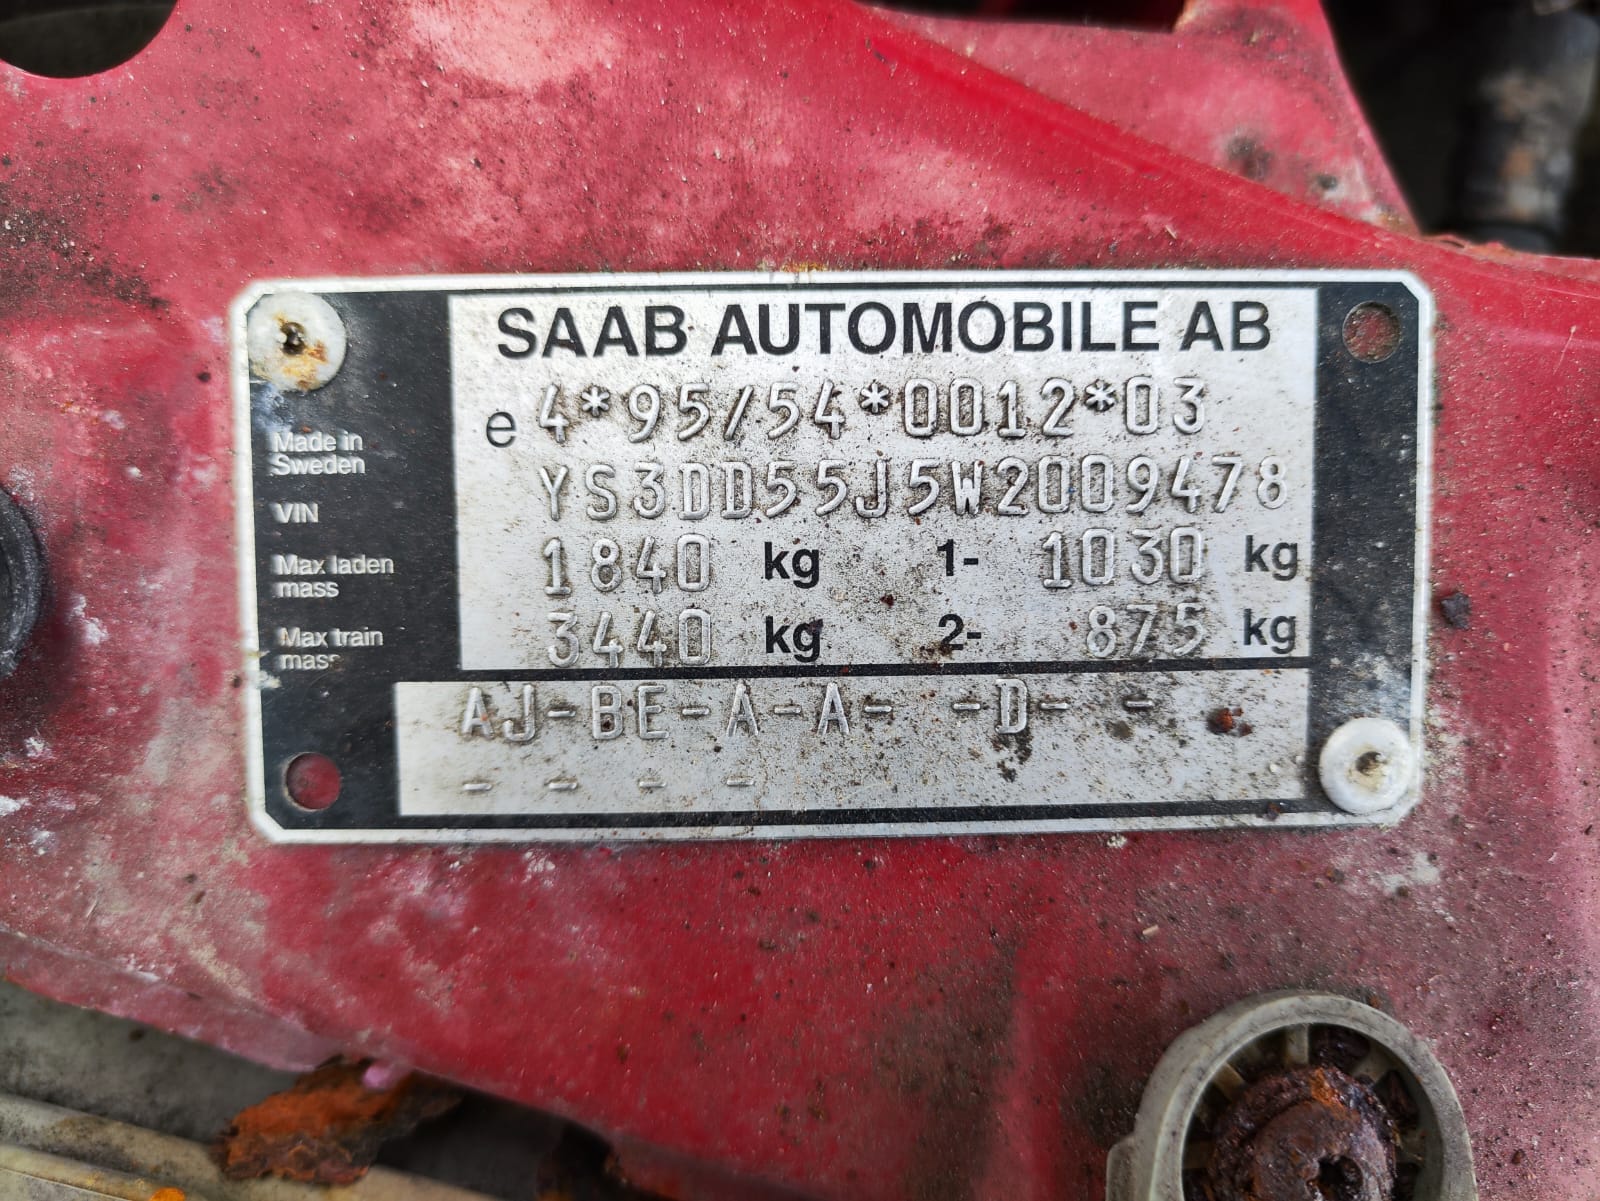 SAAB AUTOMOBILE AB
e 4*95/54*0012*03
Made in
Sweden
VIN YS3DD55J5W2009478
Max laden
mass 1840 kg 1- 1030 kg
Max train
mass 3440 kg 2- 875 kg
AJ-BE-A-A- -D- -
- - - -